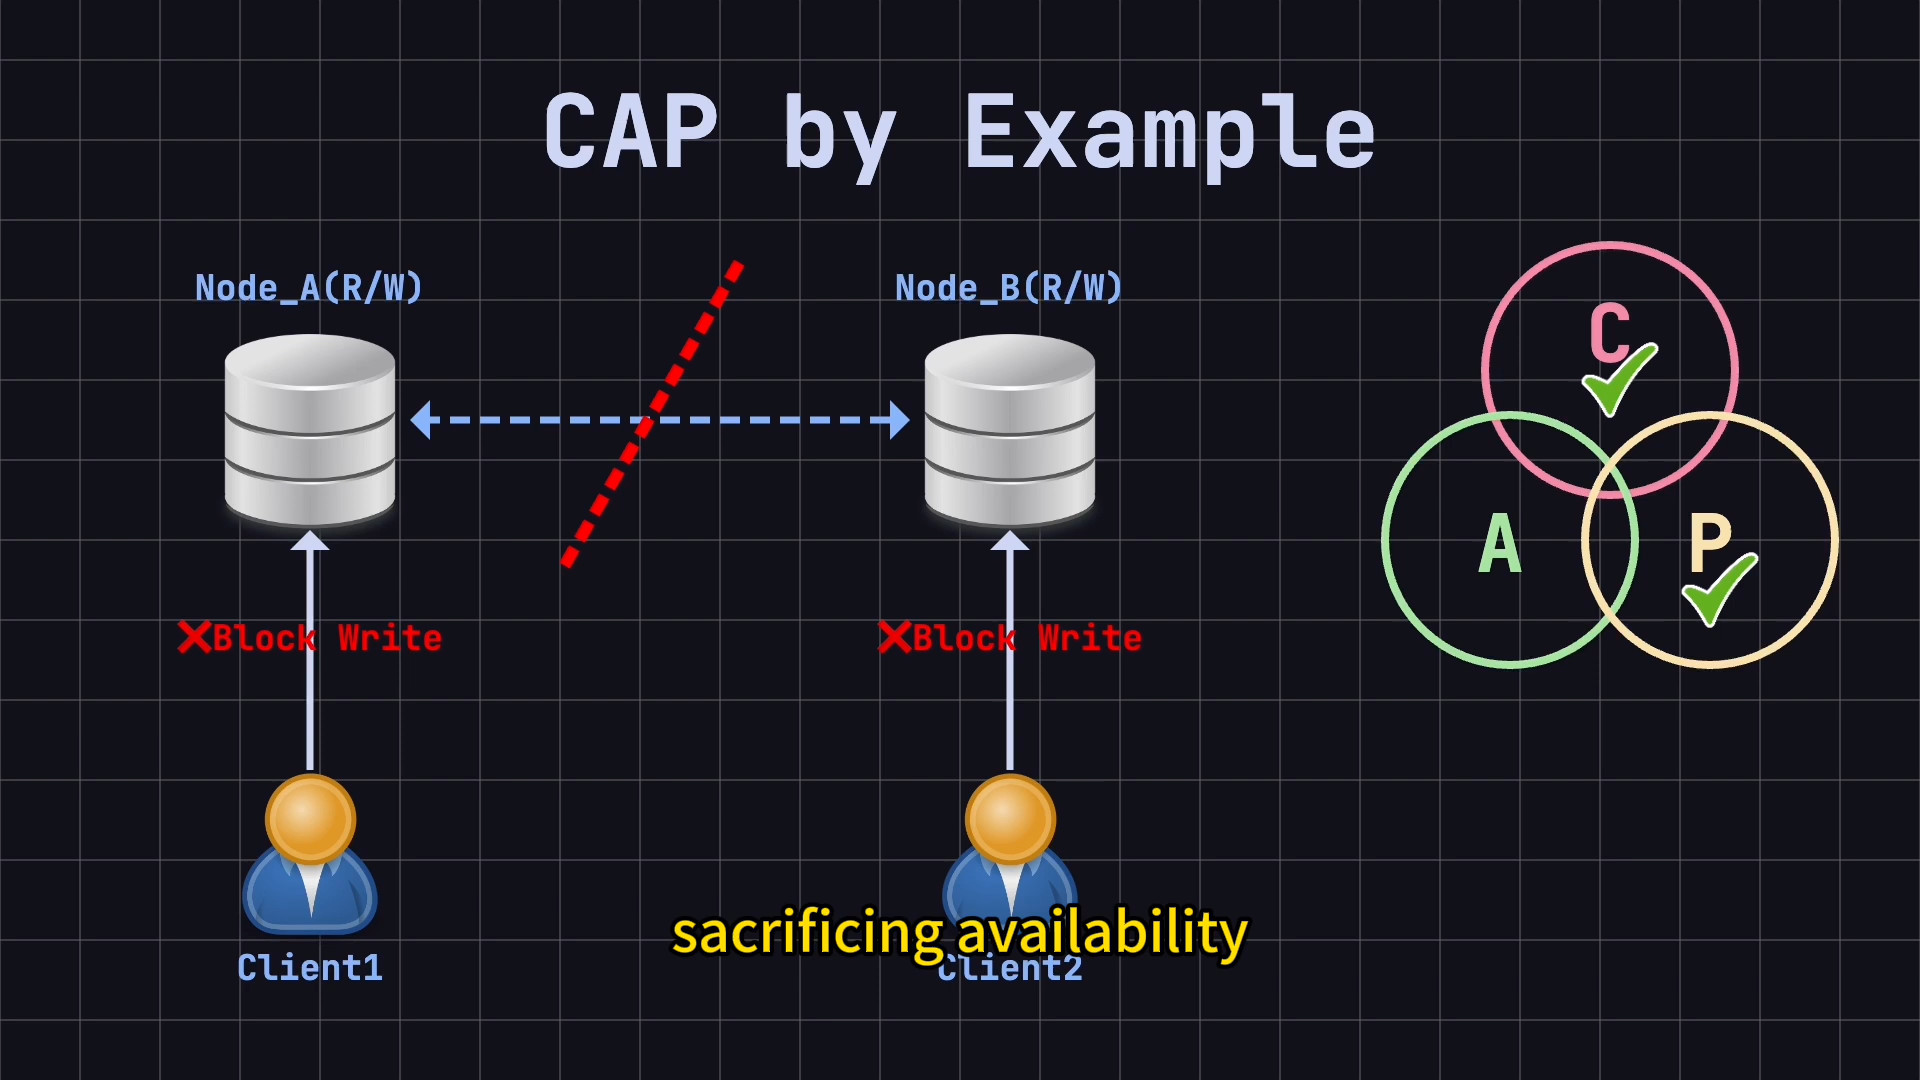 CAP by Example
Node_A(R/W)
Node_B(R/W)
C
A
P
❌Block Write
❌Block Write
sacrificing availability
Client1
Client2